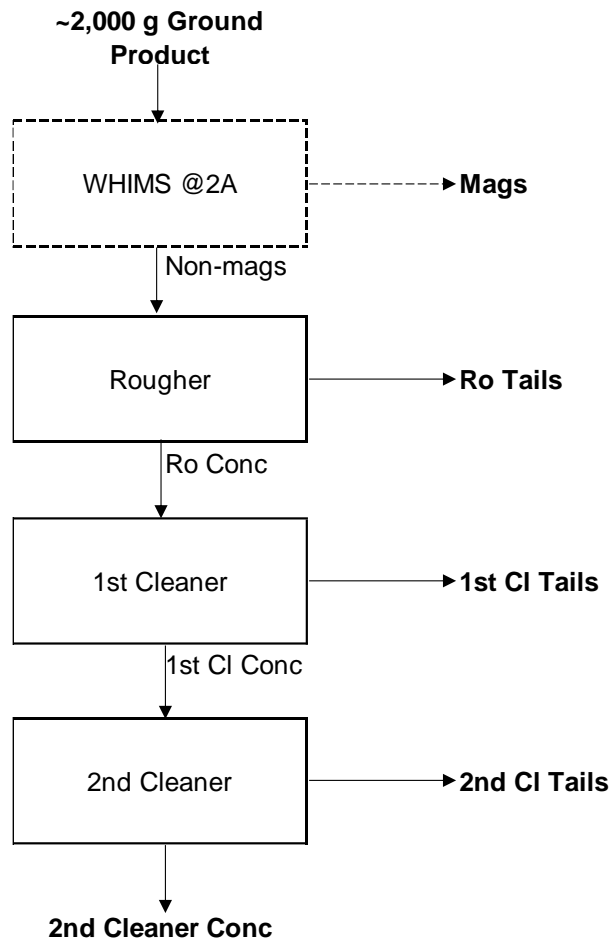 ~2,000 g Ground
Product
WHIMS @2A
Mags
Non-mags
Rougher
Ro Tails
Ro Conc
1st Cleaner
1st Cl Tails
1st Cl Conc
2nd Cleaner
2nd Cl Tails
2nd Cleaner Conc